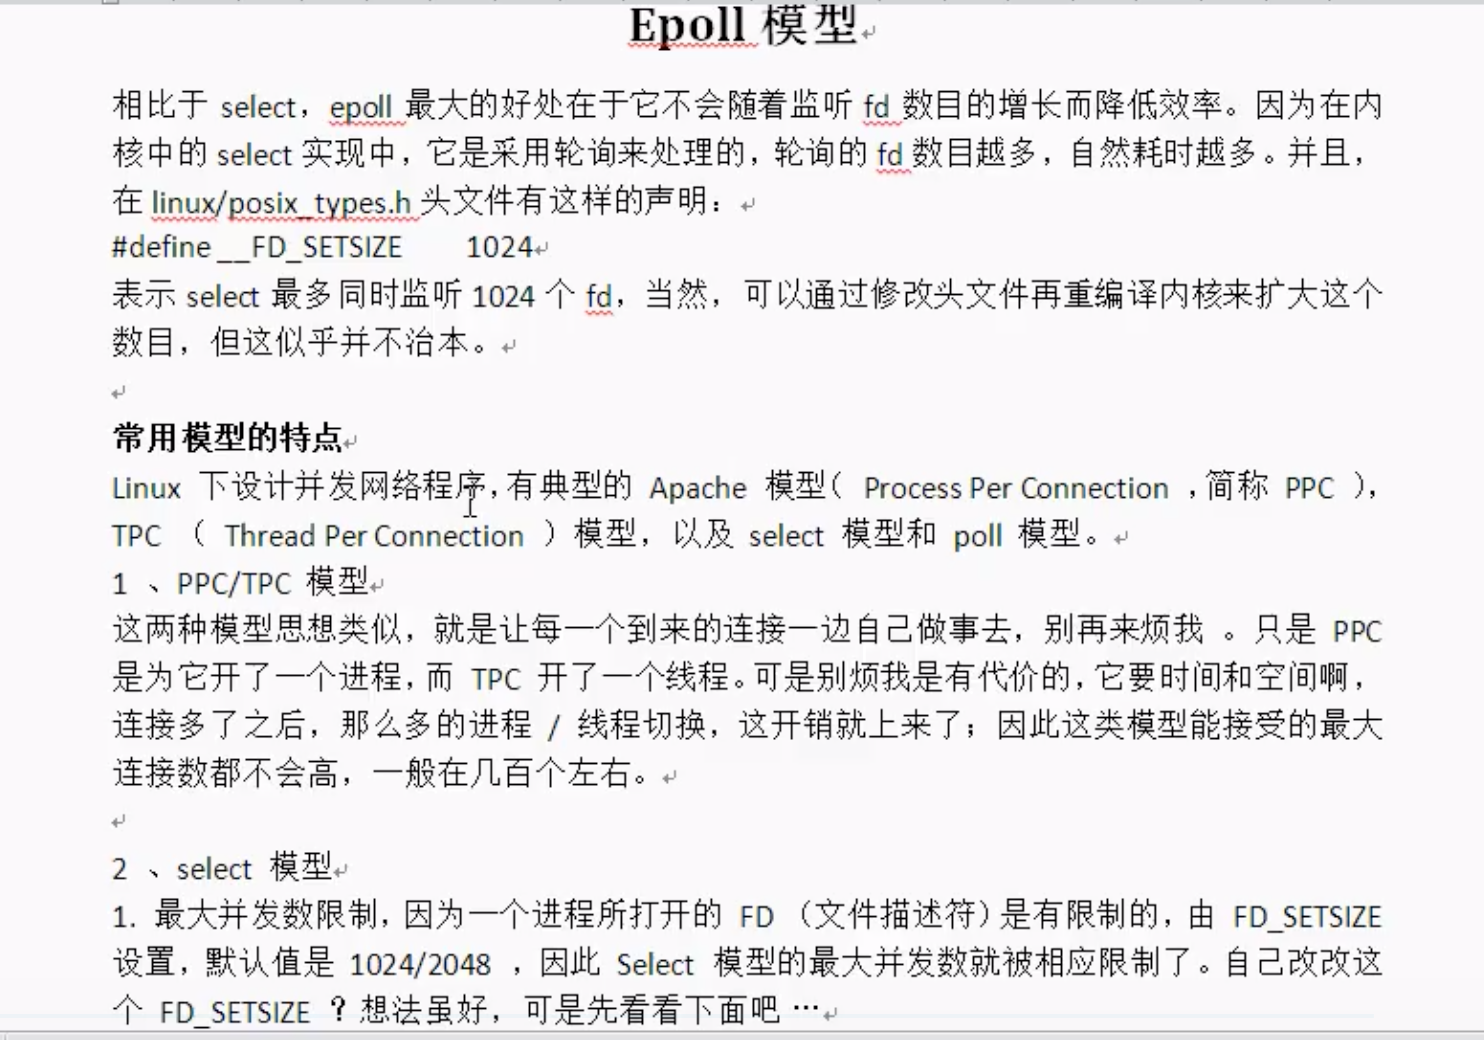 Epoll 模型
相比于 select，epoll 最大的好处在于它不会随着监听 fd 数目的增长而降低效率。因为在内
核中的 select 实现中，它是采用轮询来处理的，轮询的 fd 数目越多，自然耗时越多。并且，
在 linux/posix_types.h 头文件有这样的声明：
#define __FD_SETSIZE 1024
表示 select 最多同时监听 1024 个 fd，当然，可以通过修改头文件再重编译内核来扩大这个
数目，但这似乎并不治本。
常用模型的特点
Linux 下设计并发网络程序，有典型的 Apache 模型（ Process Per Connection ，简称 PPC ），
TPC （ Thread Per Connection ）模型，以及 select 模型和 poll 模型。
1 、PPC/TPC 模型
这两种模型思想类似，就是让每一个到来的连接一边自己做事去，别再来烦我 。只是 PPC
是为它开了一个进程，而 TPC 开了一个线程。可是别烦我是有代价的，它要时间和空间啊，
连接多了之后，那么多的进程 / 线程切换，这开销就上来了；因此这类模型能接受的最大
连接数都不会高，一般在几百个左右。
2 、select 模型
1. 最大并发数限制，因为一个进程所打开的 FD （文件描述符）是有限制的，由 FD_SETSIZE
设置，默认值是 1024/2048 ，因此 Select 模型的最大并发数就被相应限制了。自己改改这
个 FD_SETSIZE ？想法虽好，可是先看看下面吧 …